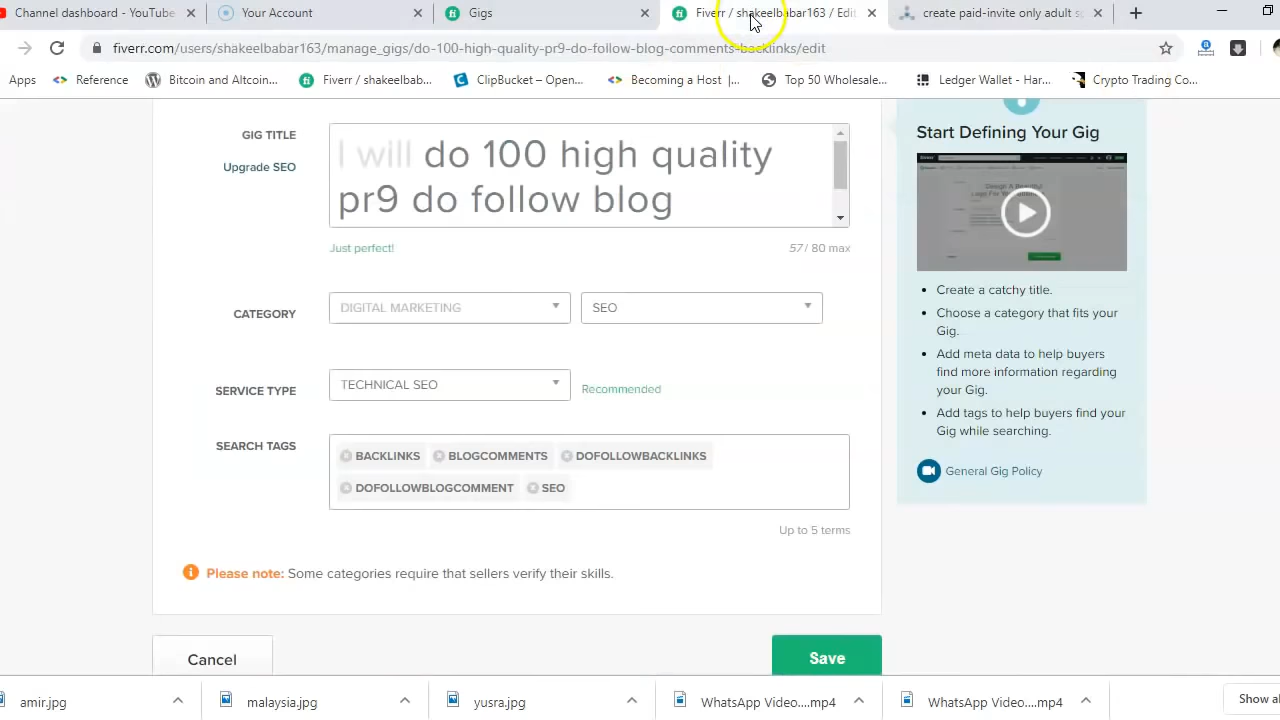 Channel dashboard - YouTube
Your Account
Gigs
Fiverr / shakeelbabar163 / Edit
create paid-invite only adult
fiverr.com/users/shakeelbabar163/manage_gigs/do-100-high-quality-pr9-do-follow-blog-comments-backlinks/edit
Apps
Reference
Bitcoin and Altcoin...
Fiverr / shakeelbab...
ClipBucket – Open...
Becoming a Host |...
Top 50 Wholesale...
Ledger Wallet - Har...
Crypto Trading Co...
GIG TITLE
Upgrade SEO
I will do 100 high quality
pr9 do follow blog
Just perfect!
57 / 80 max
CATEGORY
DIGITAL MARKETING
SEO
SERVICE TYPE
TECHNICAL SEO
Recommended
SEARCH TAGS
BACKLINKS
BLOGCOMMENTS
DOFOLLOWBACKLINKS
DOFOLLOWBLOGCOMMENT
SEO
Up to 5 terms
Please note: Some categories require that sellers verify their skills.
Cancel
Save
Start Defining Your Gig
Create a catchy title.
Choose a category that fits your
Gig.
Add meta data to help buyers
find more information regarding
your Gig.
Add tags to help buyers find your
Gig while searching.
General Gig Policy
amir.jpg
malaysia.jpg
yusra.jpg
WhatsApp Video....mp4
WhatsApp Video....mp4
Show al